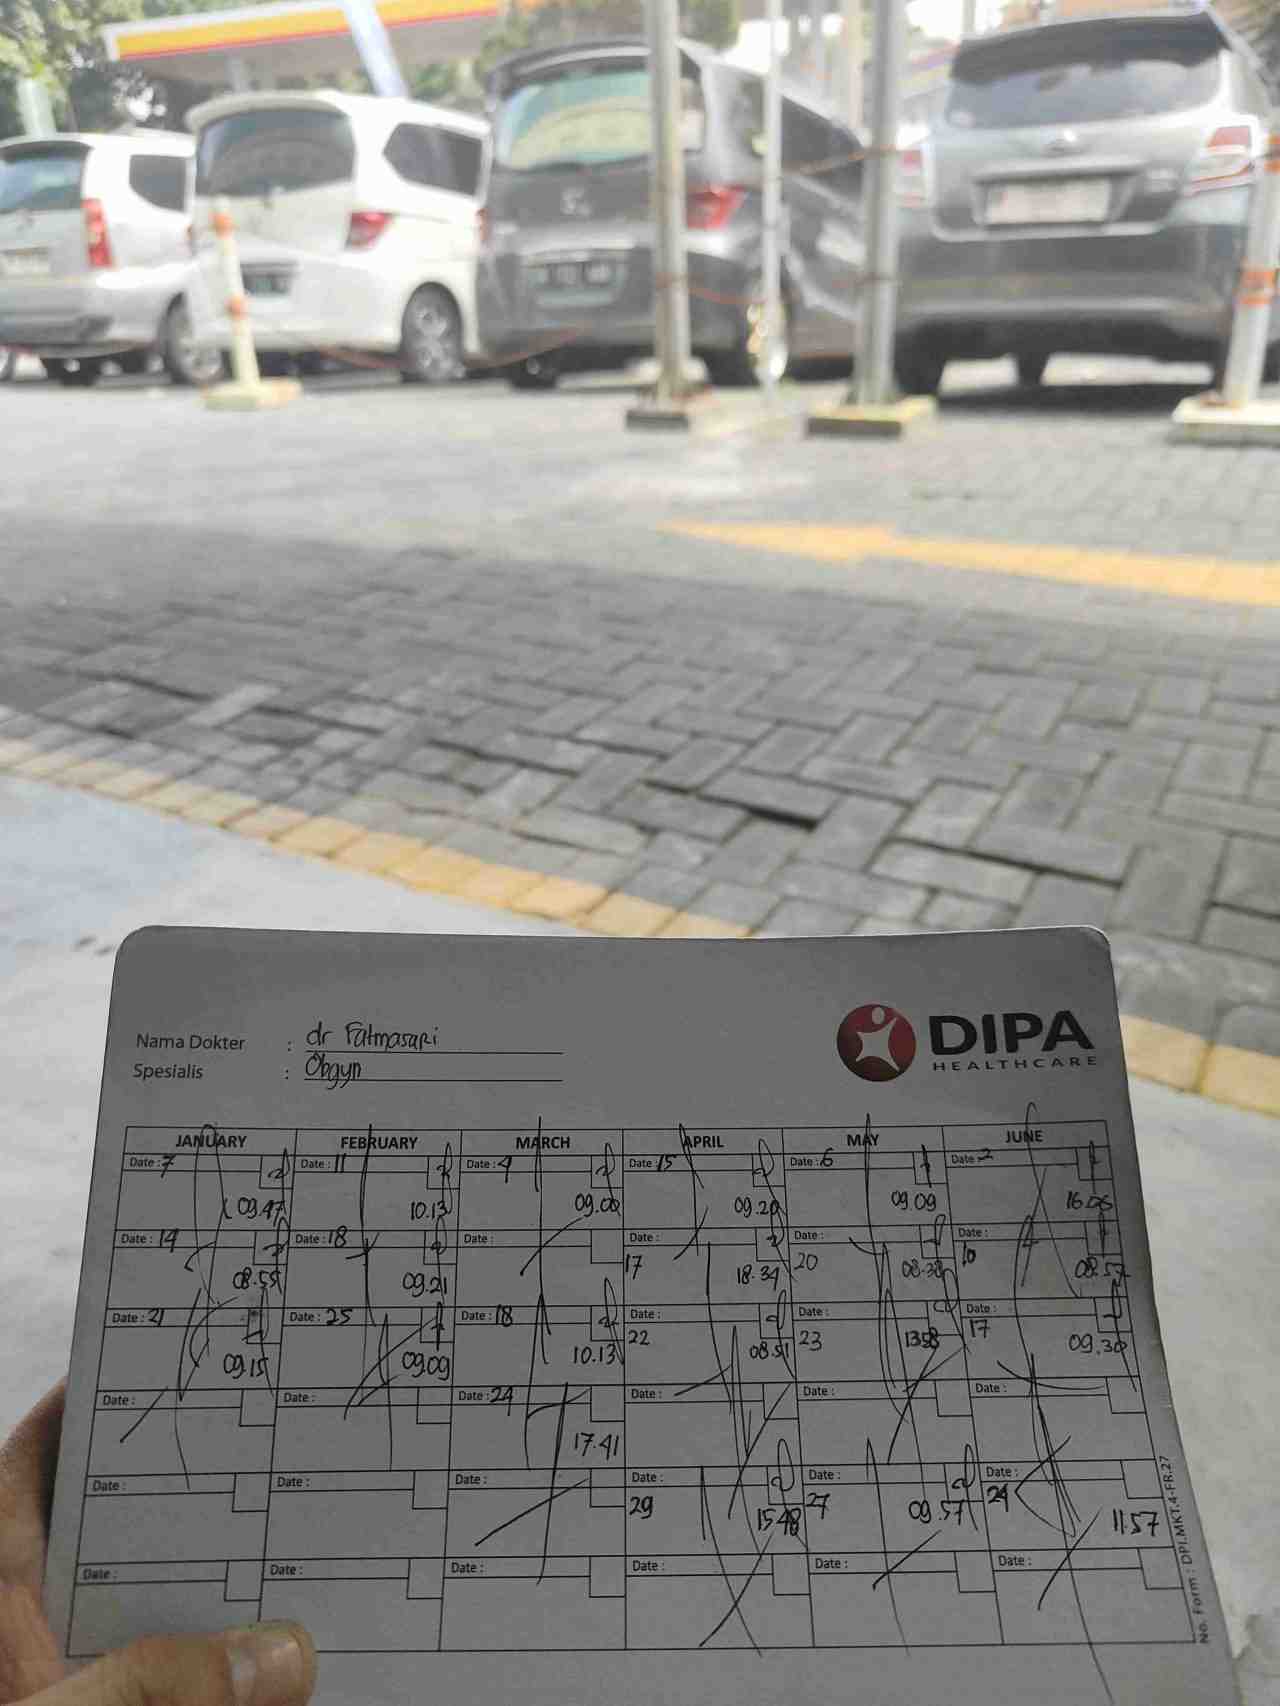 Nama Dokter : dr Fatmasari
Spesialis : Obgyn
DIPA
HEALTHCARE
JANUARY FEBRUARY MARCH APRIL MAY JUNE
Date : 7 Date : 11 Date : 4 Date : 15 Date : 6 Date : 2
09.47 10.13 09.00 09.20 09.09 16.06
Date : 14 Date : 18 Date : Date : 17 Date : 20 Date : 10
08.55 09.21 18.34 08.38 08.57
Date : 21 Date : 25 Date : 18 Date : 22 Date : 23 Date : 17
09.15 09.09 10.13 08.51 13.58 09.30
Date : Date : Date : 24 Date : Date : Date :
17.41
Date : Date : Date : Date : 29 Date : 27 Date : 24
15.48 09.57 11.57
Date : Date : Date : Date : Date : Date :
No. Form : DPI.MKT.4-FR.27